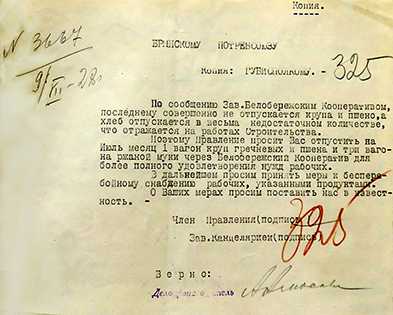 Копия.
№ 3667
9/VII-28г.
БРЯНСКОМУ ПОТРЕБСОЮЗУ
Копия: ГУБИСПОЛКОМУ. - 325
По сообщению Зав.Белобережским Кооперативом,
последнему совершенно не отпускается крупа и пшено,а
хлеб отпускается в весьма недостаточном количестве,
что отражается на работах Строительства.
Поэтому Правление просит Вас отпустить на
Июль месяц 1 вагон круп гречневых и пшена и три ваго-
на ржаной муки через Белобережский Кооператив для
более полного удовлетворения нужд рабочих.
В дальнейшем просим принять меры к беспере-
бойному снабжению рабочих, указанными продуктами.
О Ваших мерах просим поставить нас в извест-
ность. -
Член Правления(подпись)
Зав.Канцелярией(подпись)
325
Верно:
Делопроизводитель